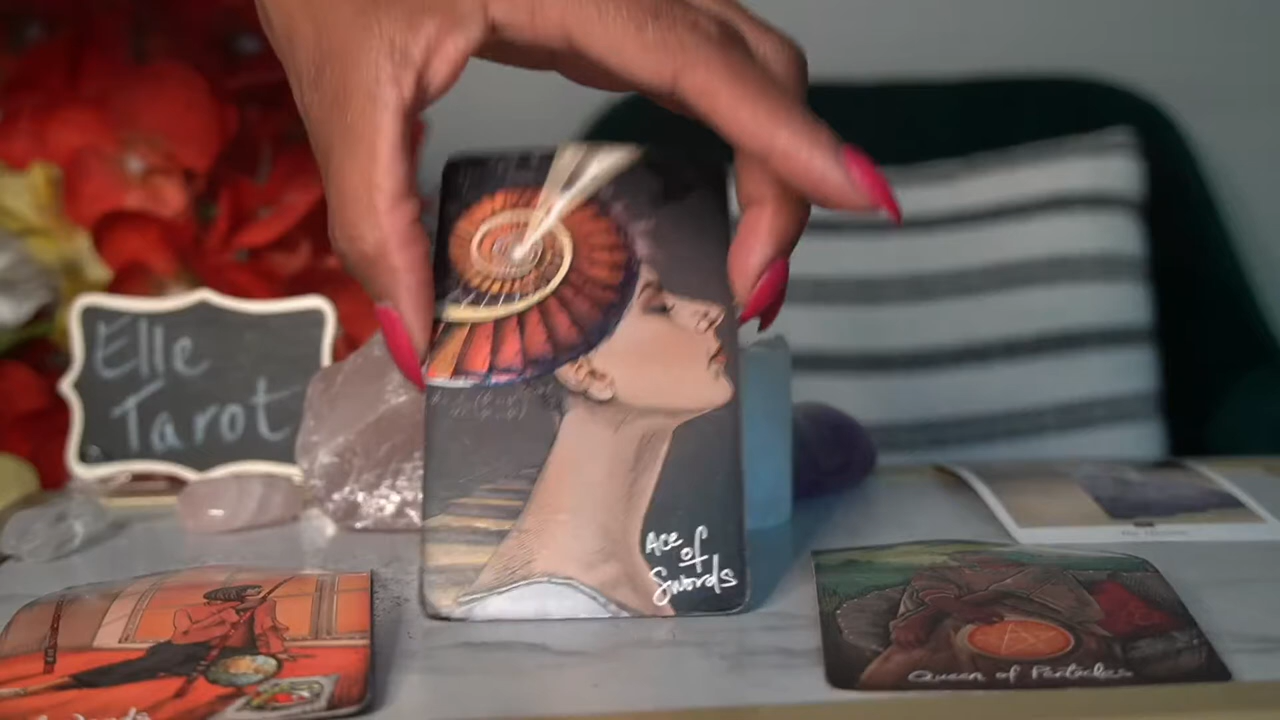 Elle
Tarot
Ace
of
Swords
Queen of Pentacles